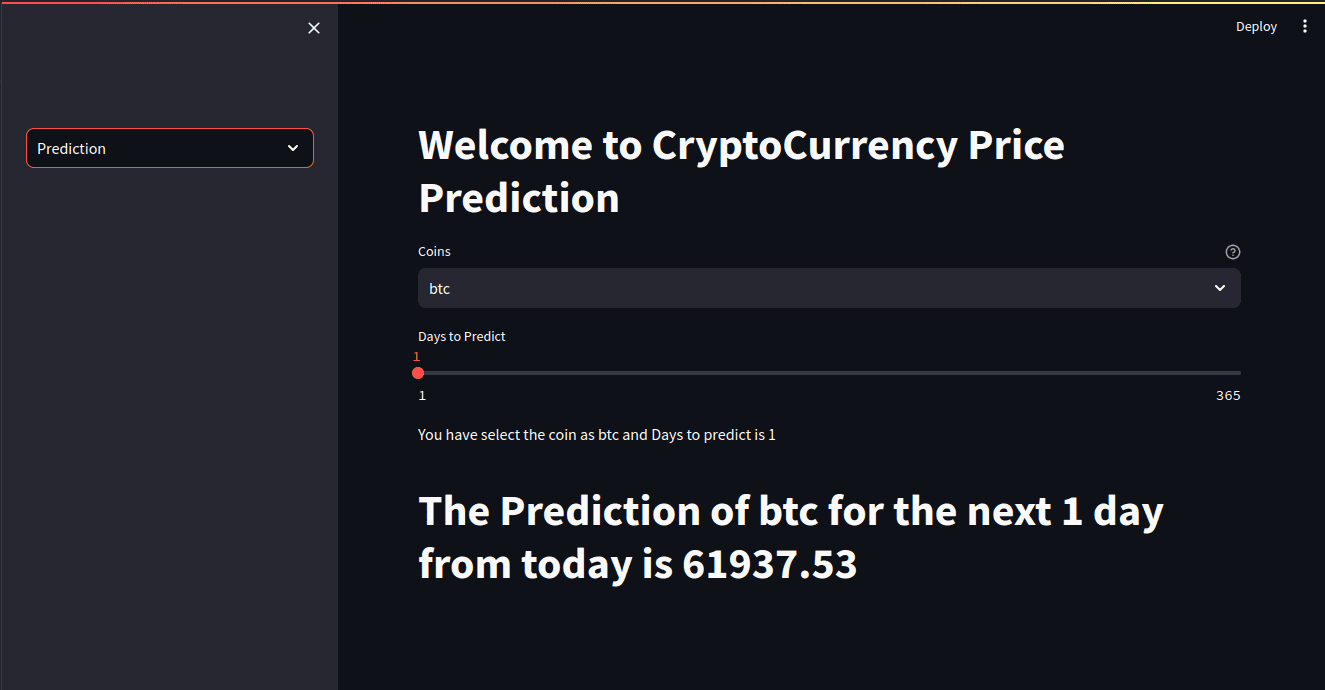 Deploy
Prediction
Welcome to CryptoCurrency Price
Prediction
Coins
btc
Days to Predict
1
1
365
You have select the coin as btc and Days to predict is 1
The Prediction of btc for the next 1 day
from today is 61937.53